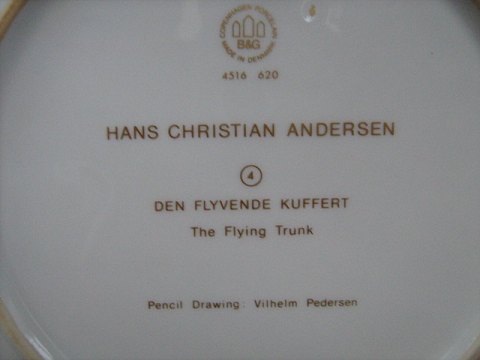 COPENHAGEN PORCELAIN
B&G
MADE IN DENMARK
4516 620
HANS CHRISTIAN ANDERSEN
4
DEN FLYVENDE KUFFERT
The Flying Trunk
Pencil Drawing: Vilhelm Pedersen